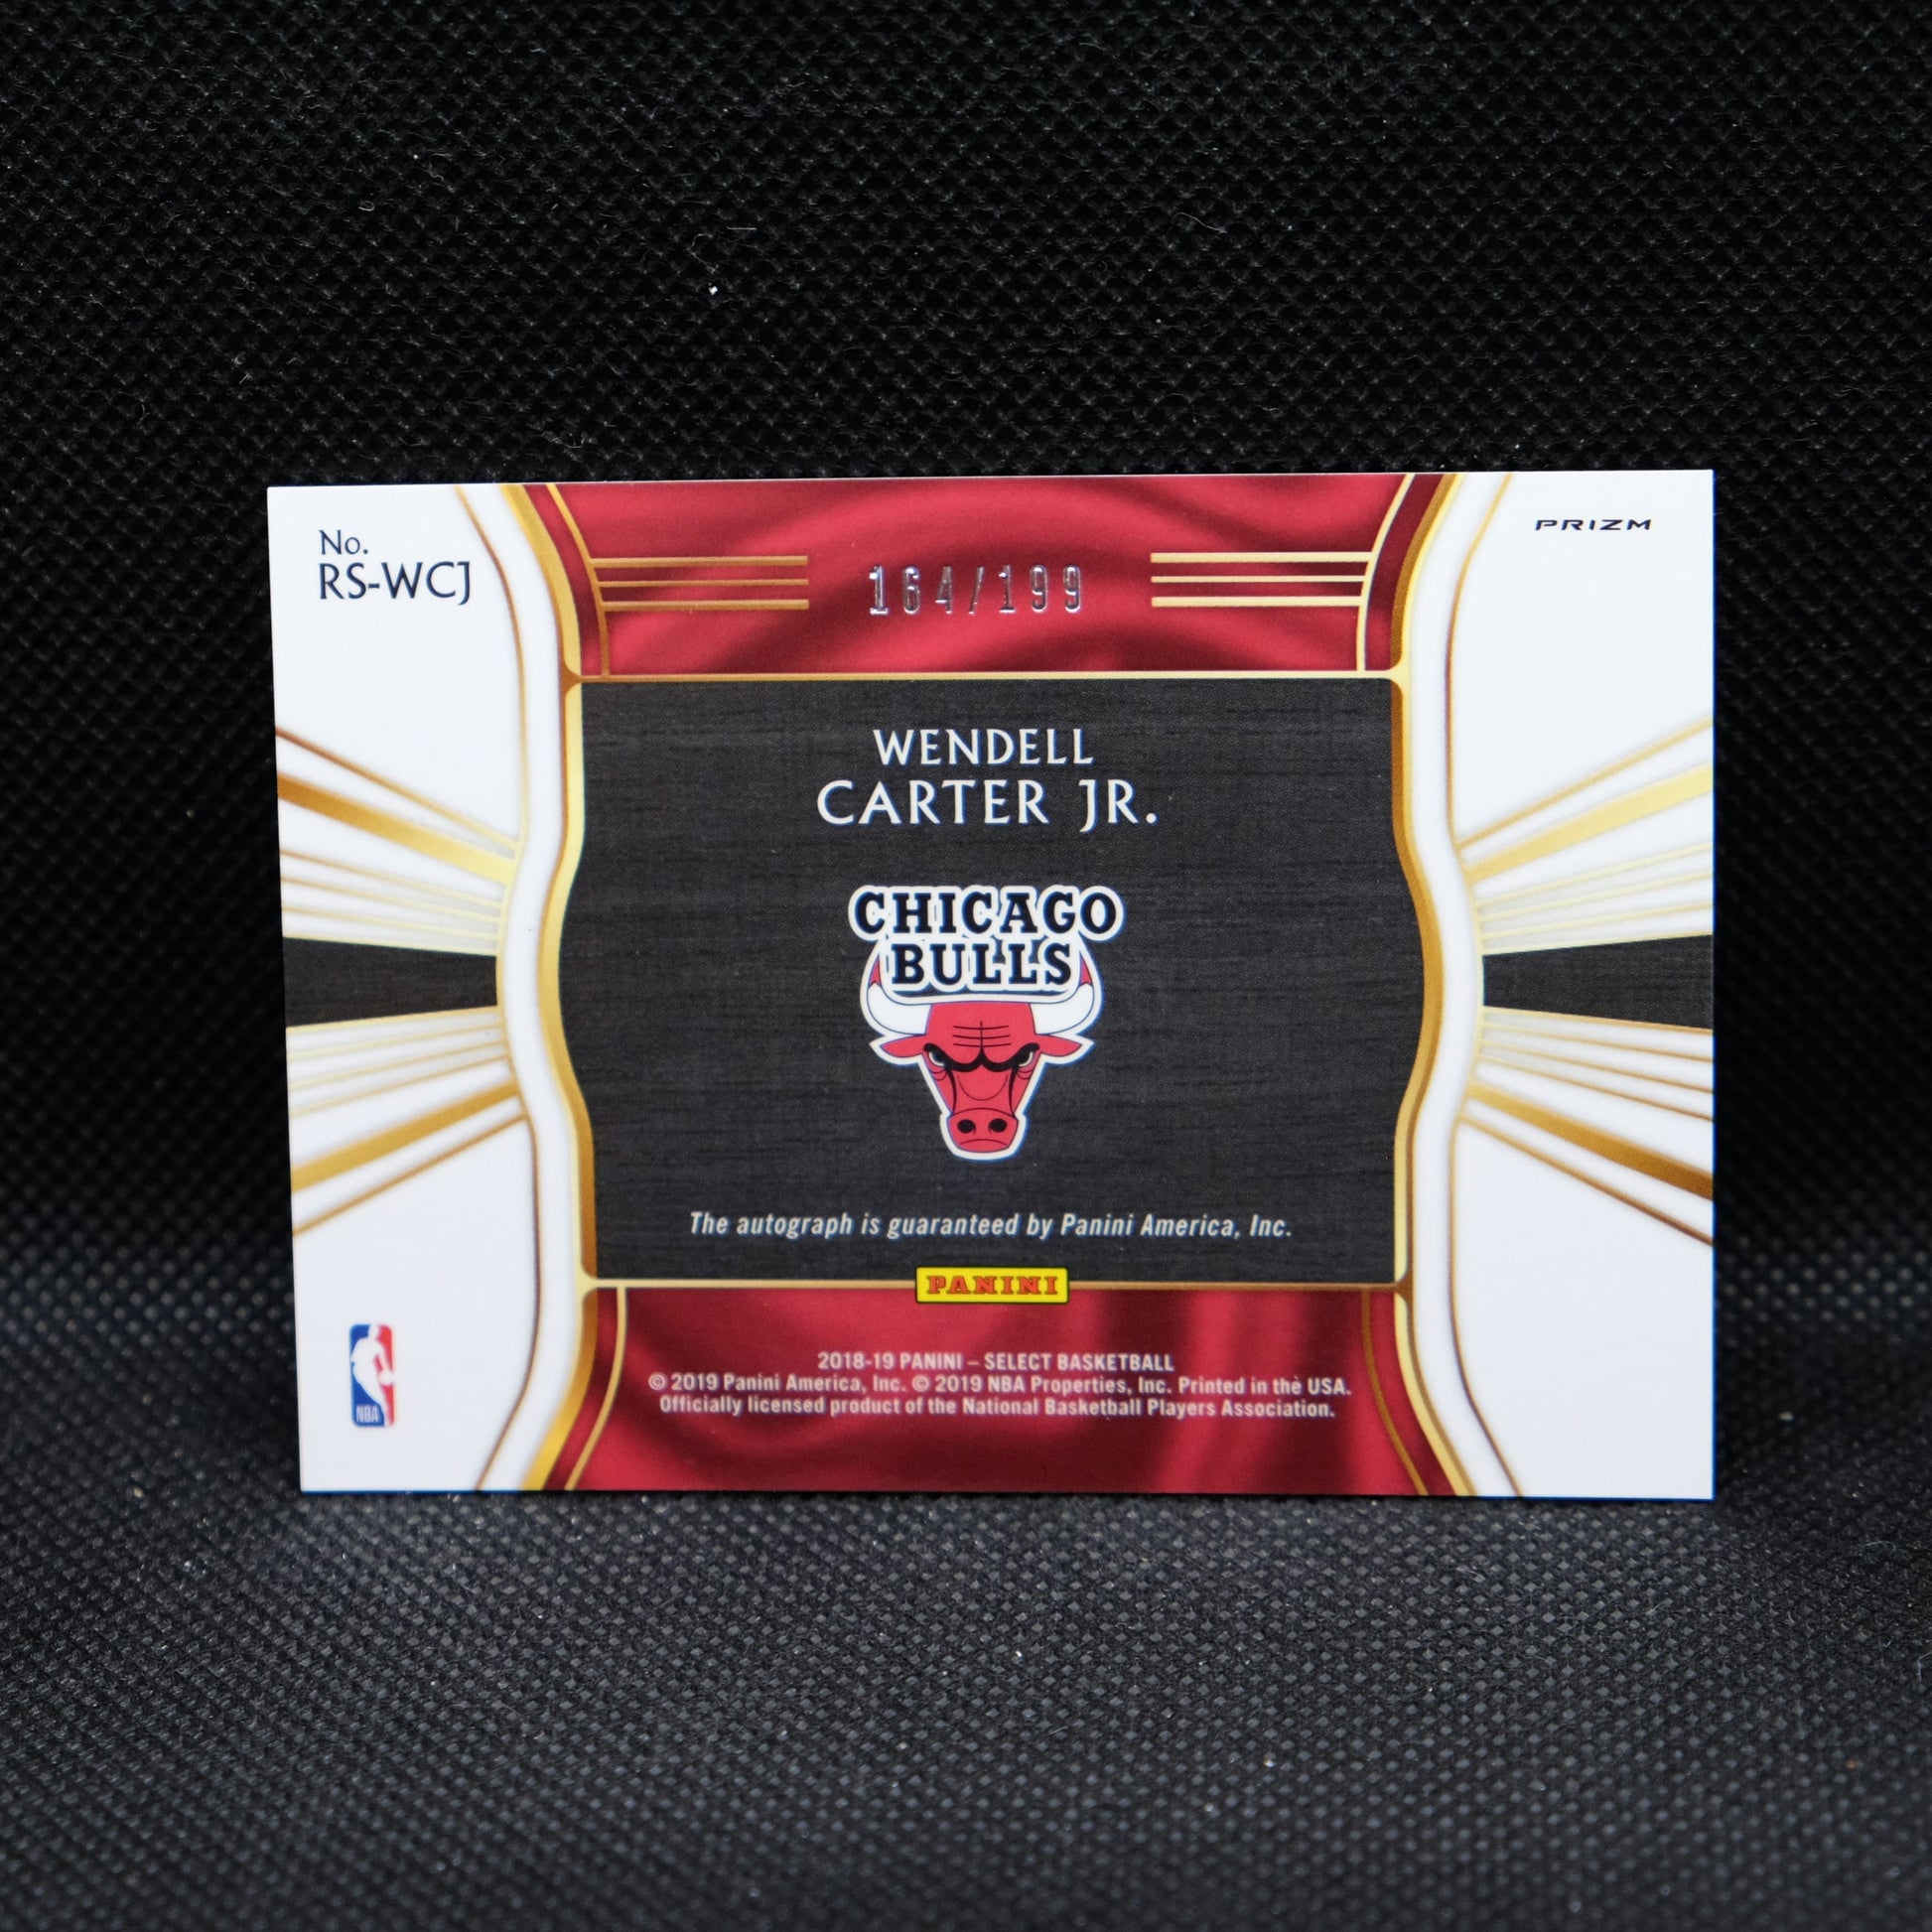 No.
RS-WCJ
PRIZM
164/199
WENDELL
CARTER JR.
CHICAGO
BULLS
The autograph is guaranteed by Panini America, Inc.
PANINI
2018-19 PANINI – SELECT BASKETBALL
© 2019 Panini America, Inc. © 2019 NBA Properties, Inc. Printed in the USA.
Officially licensed product of the National Basketball Players Association.
NBA